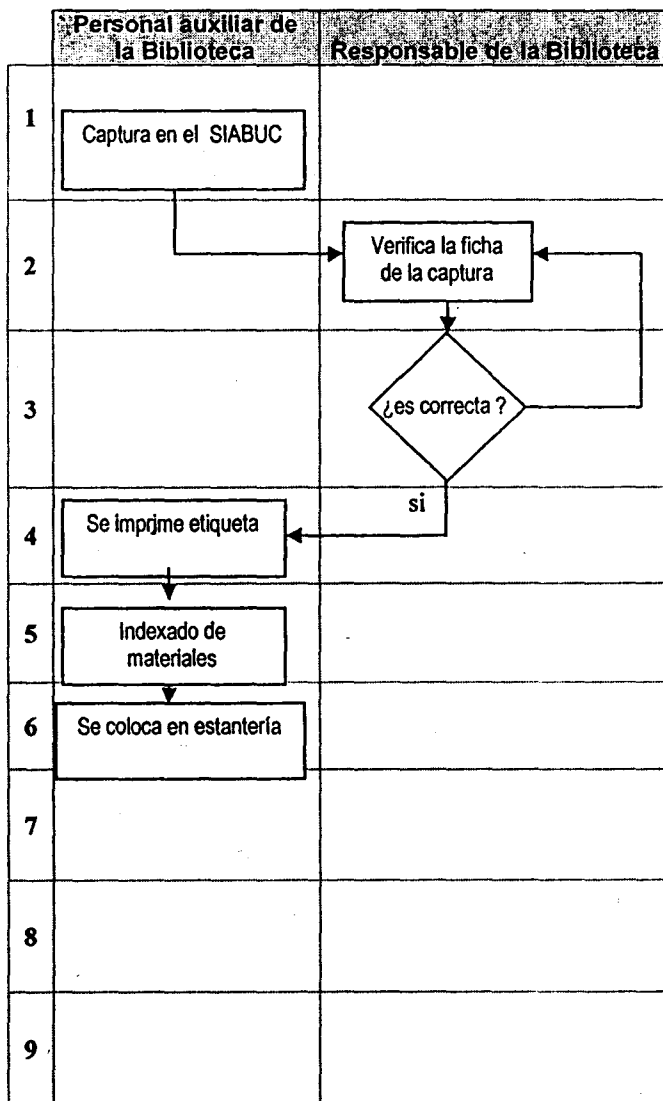 Personal auxiliar de
la Biblioteca
Responsable de la Biblioteca
1
Captura en el SIABUC
2
Verifica la ficha
de la captura
3
¿es correcta ?
si
4
Se imprime etiqueta
5
Indexado de
materiales
6
Se coloca en estantería
7
8
9